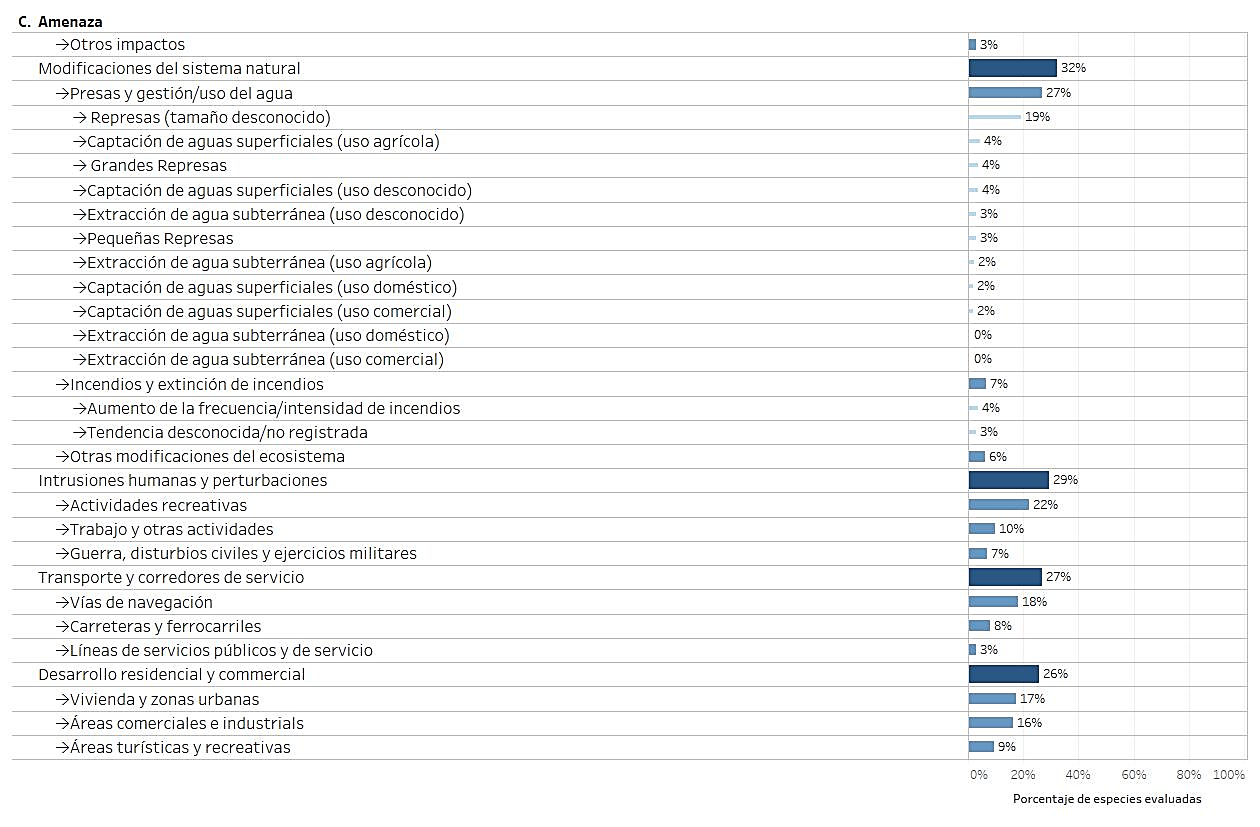 C. Amenaza
→Otros impactos 3%
Modificaciones del sistema natural 32%
→Presas y gestión/uso del agua 27%
→ Represas (tamaño desconocido) 19%
→Captación de aguas superficiales (uso agrícola) 4%
→ Grandes Represas 4%
→Captación de aguas superficiales (uso desconocido) 4%
→Extracción de agua subterránea (uso desconocido) 3%
→Pequeñas Represas 3%
→Extracción de agua subterránea (uso agrícola) 2%
→Captación de aguas superficiales (uso doméstico) 2%
→Captación de aguas superficiales (uso comercial) 2%
→Extracción de agua subterránea (uso doméstico) 0%
→Extracción de agua subterránea (uso comercial) 0%
→Incendios y extinción de incendios 7%
→Aumento de la frecuencia/intensidad de incendios 4%
→Tendencia desconocida/no registrada 3%
→Otras modificaciones del ecosistema 6%
Intrusiones humanas y perturbaciones 29%
→Actividades recreativas 22%
→Trabajo y otras actividades 10%
→Guerra, disturbios civiles y ejercicios militares 7%
Transporte y corredores de servicio 27%
→Vías de navegación 18%
→Carreteras y ferrocarriles 8%
→Líneas de servicios públicos y de servicio 3%
Desarrollo residencial y commercial 26%
→Vivienda y zonas urbanas 17%
→Áreas comerciales e industrials 16%
→Áreas turísticas y recreativas 9%
0% 20% 40% 60% 80% 100%
Porcentaje de especies evaluadas